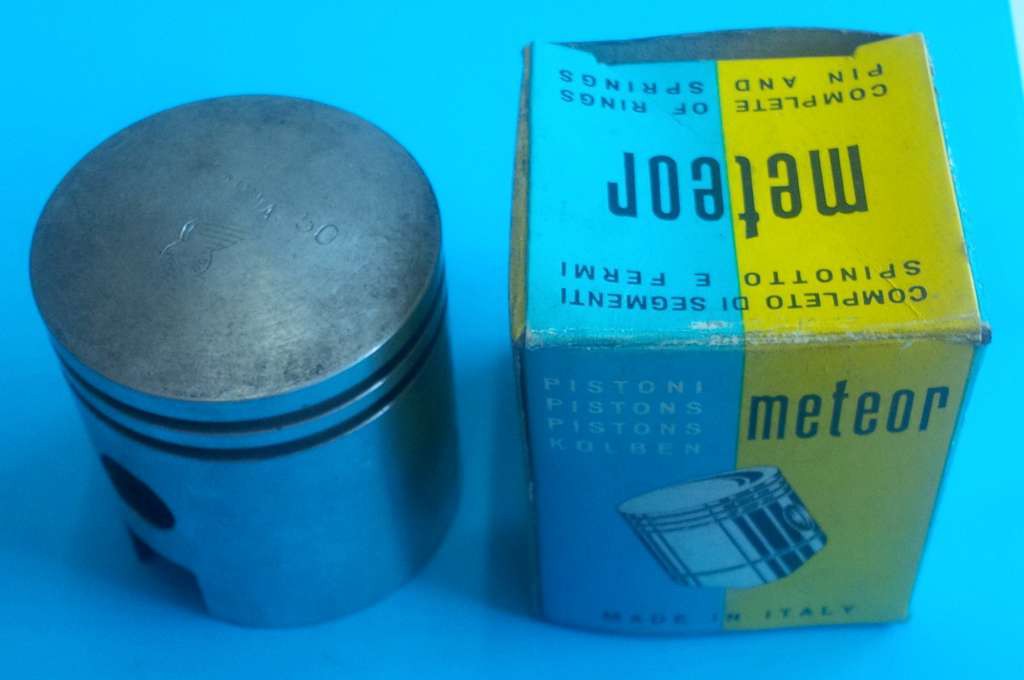 50
COMPLETO DI SEGMENTI
SPINOTTO E FERMI
meteor
COMPLETE OF RINGS
PIN AND SPRINGS
PISTONI
PISTONS
PISTONS
KOLBEN
meteor
MADE IN ITALY